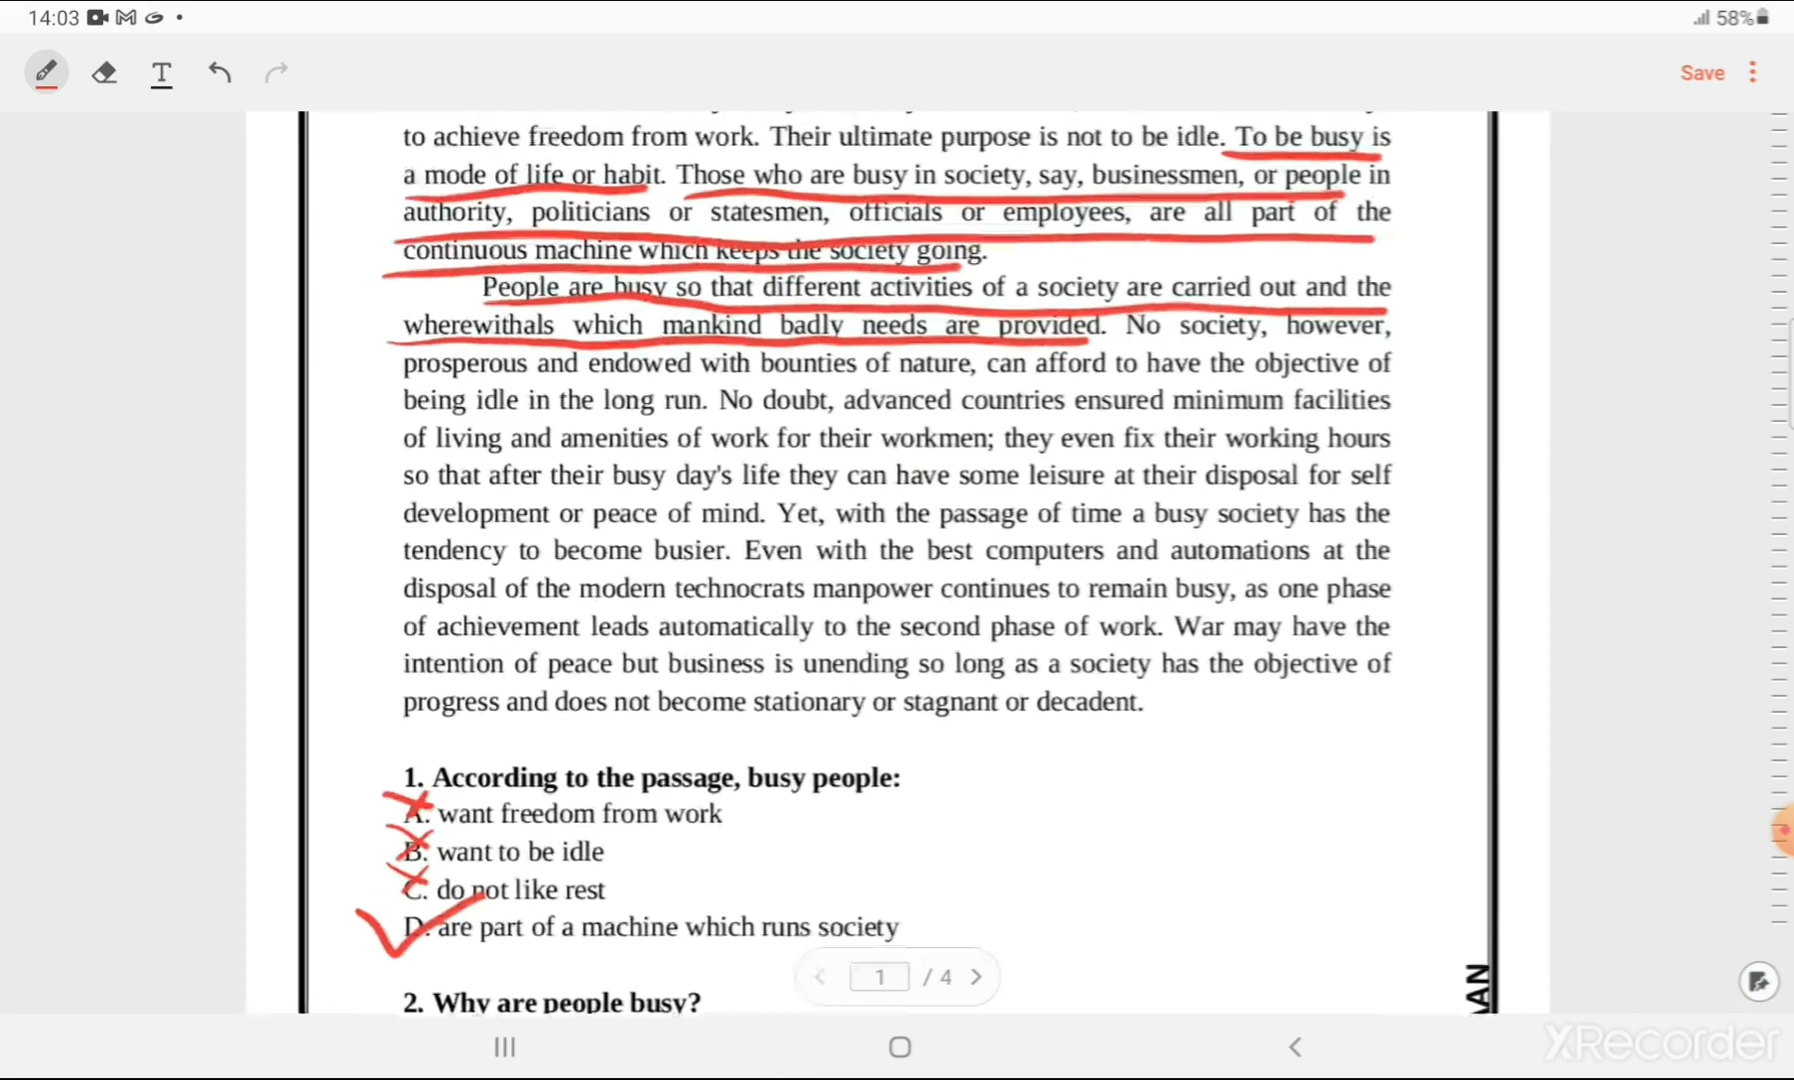 14:03
58%
T
Save
to achieve freedom from work. Their ultimate purpose is not to be idle. To be busy is
a mode of life or habit. Those who are busy in society, say, businessmen, or people in
authority, politicians or statesmen, officials or employees, are all part of the
continuous machine which keeps the society going.
People are busy so that different activities of a society are carried out and the
wherewithals which mankind badly needs are provided. No society, however,
prosperous and endowed with bounties of nature, can afford to have the objective of
being idle in the long run. No doubt, advanced countries ensured minimum facilities
of living and amenities of work for their workmen; they even fix their working hours
so that after their busy day's life they can have some leisure at their disposal for self
development or peace of mind. Yet, with the passage of time a busy society has the
tendency to become busier. Even with the best computers and automations at the
disposal of the modern technocrats manpower continues to remain busy, as one phase
of achievement leads automatically to the second phase of work. War may have the
intention of peace but business is unending so long as a society has the objective of
progress and does not become stationary or stagnant or decadent.
1. According to the passage, busy people:
A. want freedom from work
B. want to be idle
C. do not like rest
D. are part of a machine which runs society
1 / 4
2. Why are people busy?
XRecorder